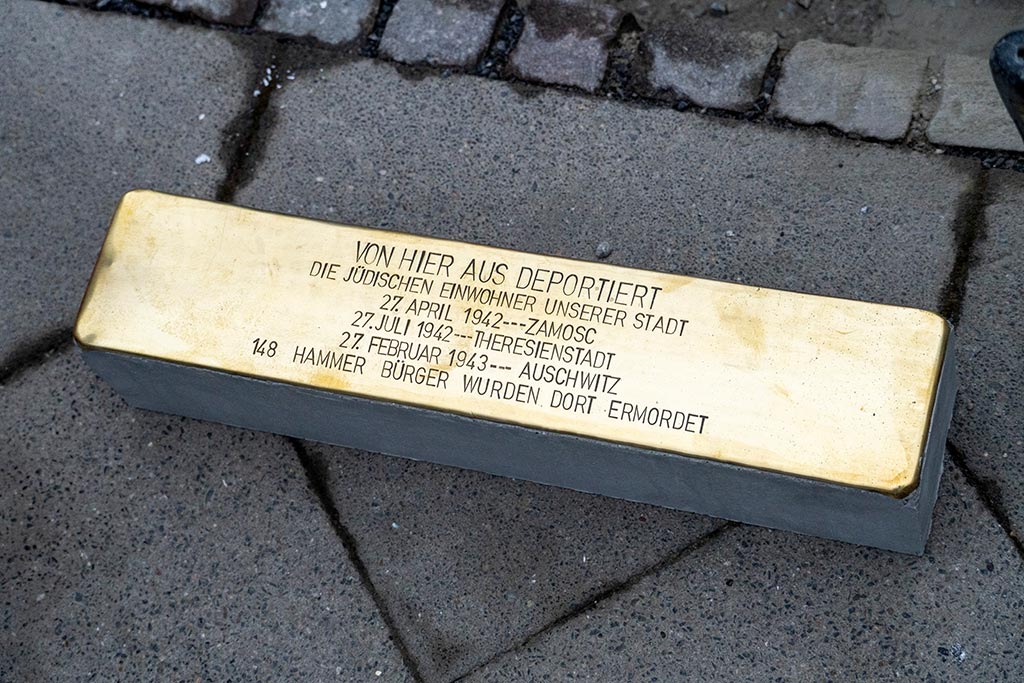 VON HIER AUS DEPORTIERT
DIE JÜDISCHEN EINWOHNER UNSERER STADT
27. APRIL 1942---ZAMOSC
27. JULI 1942---THERESIENSTADT
27. FEBRUAR 1943--- AUSCHWITZ
148 HAMMER BÜRGER WURDEN DORT ERMORDET